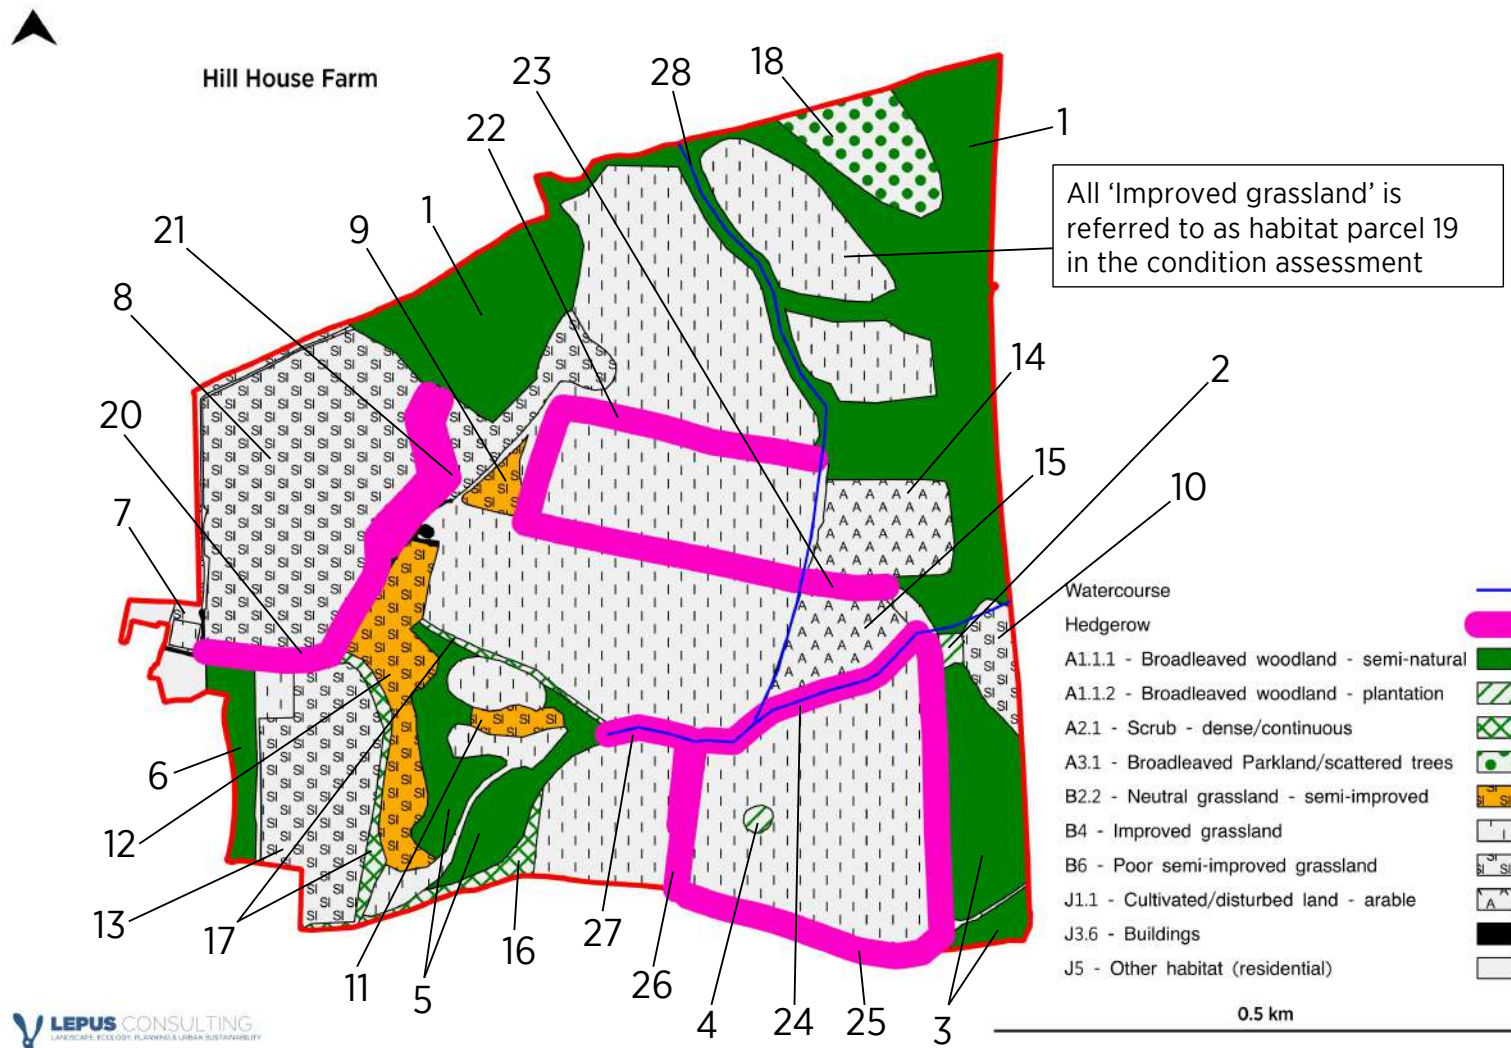 Hill House Farm
23
28
18
22
1
All 'Improved grassland' is
referred to as habitat parcel 19
in the condition assessment
1
9
21
8
14
2
20
15
10
7
Watercourse
Hedgerow
A1.1.1 - Broadleaved woodland - semi-natural
A1.1.2 - Broadleaved woodland - plantation
A2.1 - Scrub - dense/continuous
A3.1 - Broadleaved Parkland/scattered trees
B2.2 - Neutral grassland - semi-improved
B4 - Improved grassland
B6 - Poor semi-improved grassland
J1.1 - Cultivated/disturbed land - arable
J3.6 - Buildings
J5 - Other habitat (residential)
6
12
13
17
11
5
16
27
26
4
24
25
3
0.5 km
LEPUS CONSULTING
LANDSCAPE, ECOLOGY, PLANNING & URBAN SUSTAINABILITY